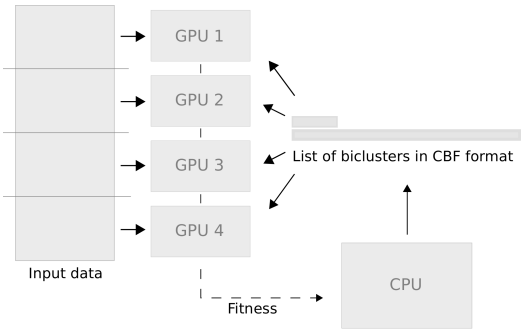 GPU 1
GPU 2
GPU 3
GPU 4
List of biclusters in CBF format
Input data
CPU
Fitness